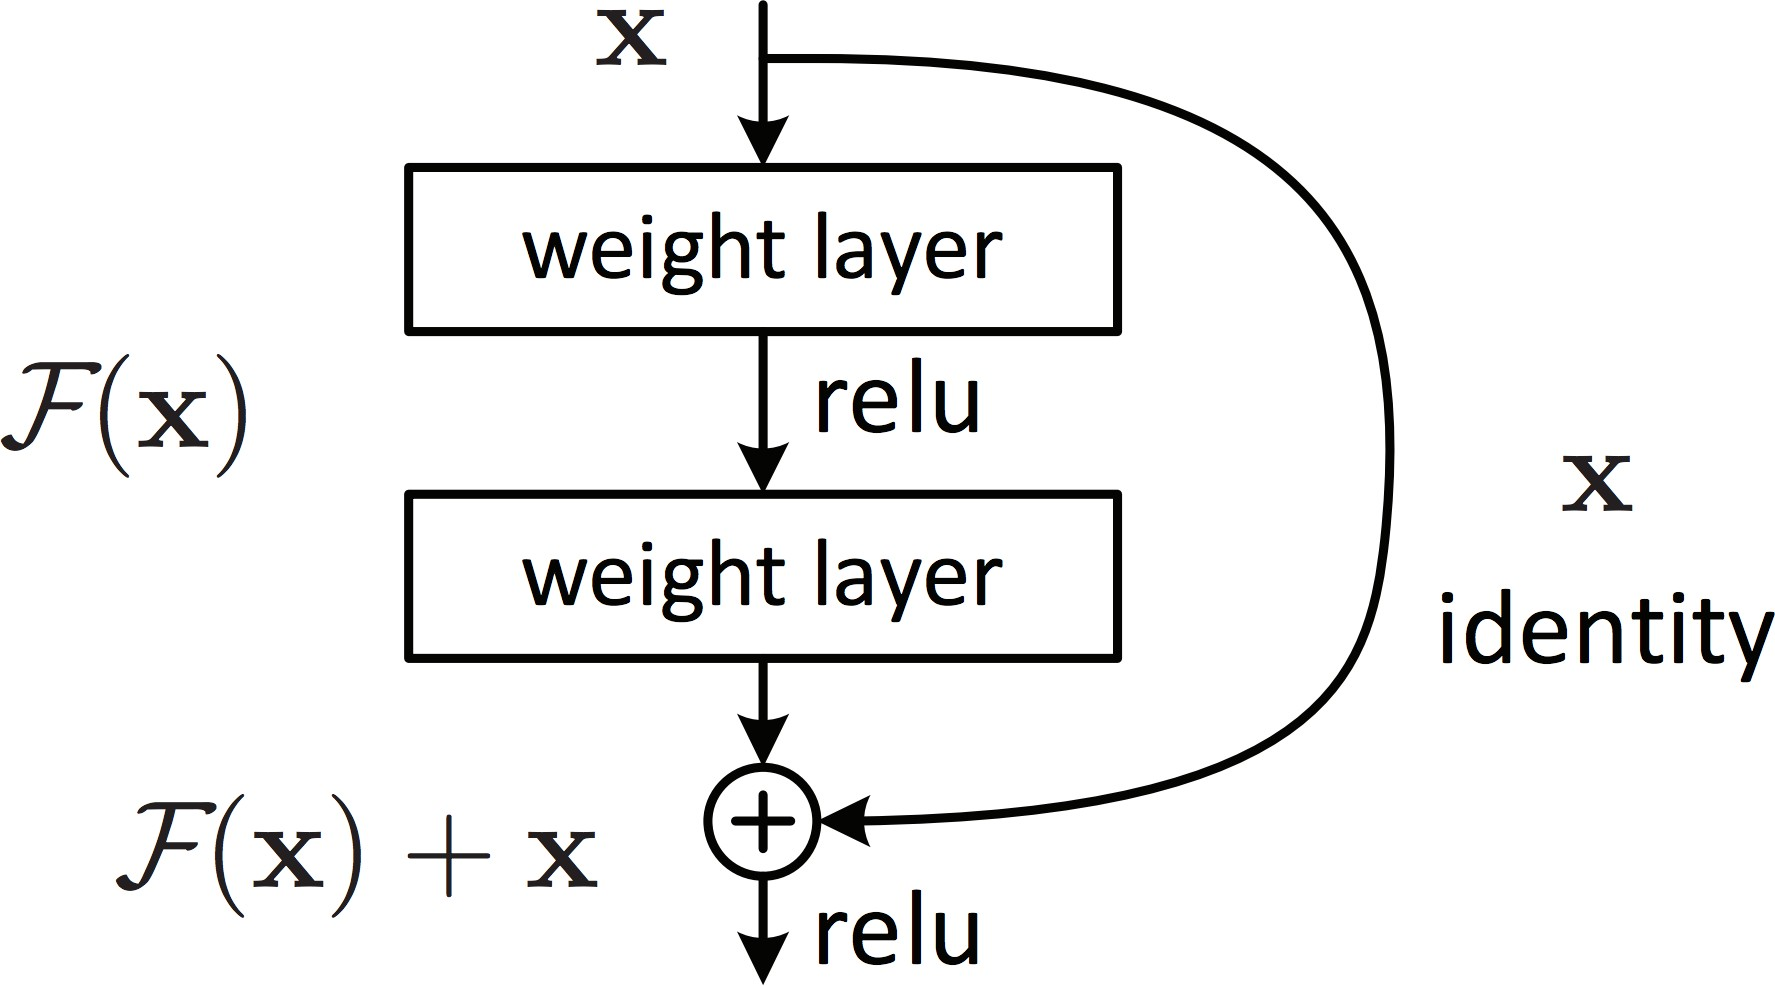 x
weight layer
relu
F(x)
x
weight layer
identity
F(x) + x
relu